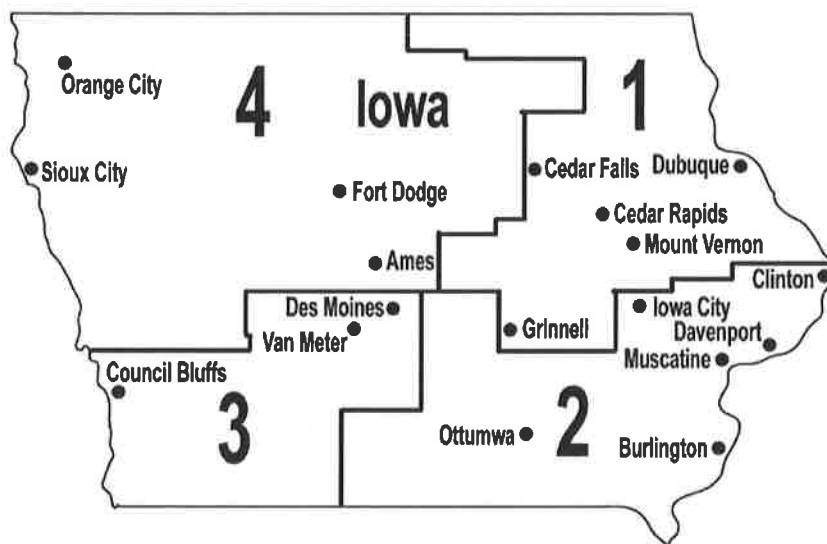 Orange City
4
Iowa
1
Sioux City
Fort Dodge
Cedar Falls
Dubuque
Cedar Rapids
Mount Vernon
Ames
Clinton
Des Moines
Van Meter
Grinnell
Iowa City
Davenport
Muscatine
Council Bluffs
3
2
Ottumwa
Burlington